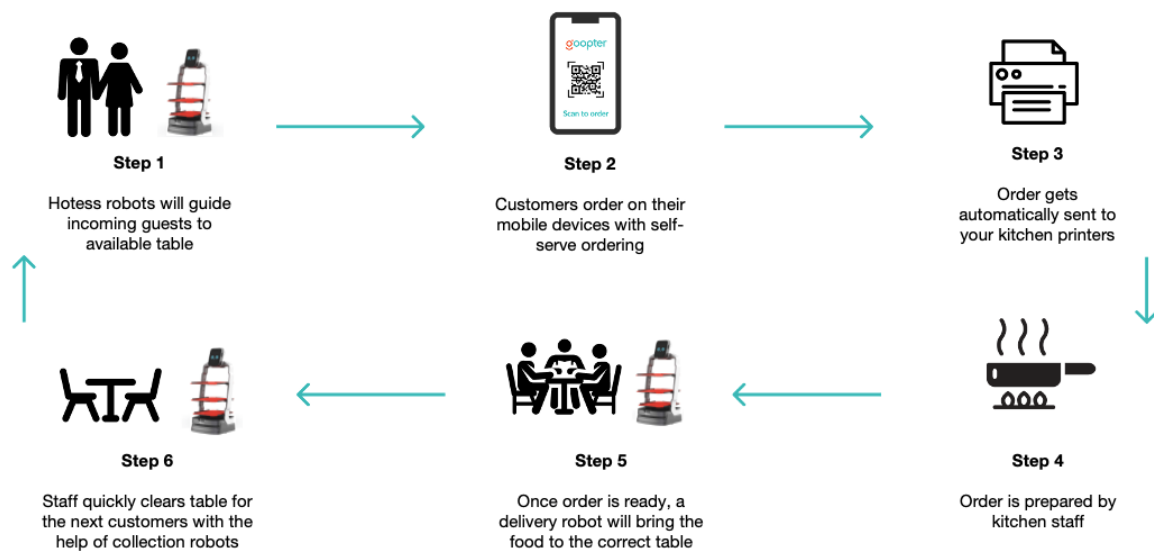 goopter
Scan to order
Step 1
Hotess robots will guide
incoming guests to
available table
Step 2
Customers order on their
mobile devices with self-
serve ordering
Step 3
Order gets
automatically sent to
your kitchen printers
Step 4
Order is prepared by
kitchen staff
Step 5
Once order is ready, a
delivery robot will bring the
food to the correct table
Step 6
Staff quickly clears table for
the next customers with the
help of collection robots